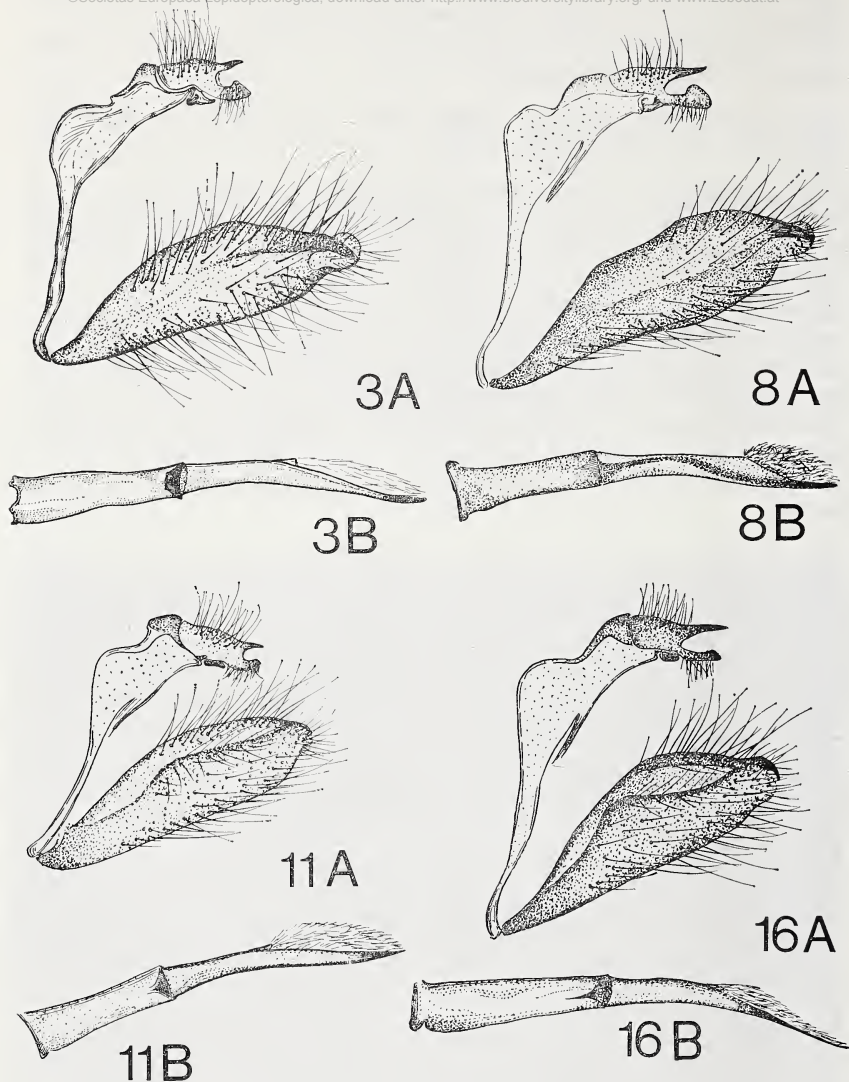 ©Societas Europaea Lepidopterologica; download unter http://www.biodiversitylibrary.org/ und www.zobodat.at
3A
8A
3B
8B
11A
16A
11B
16B